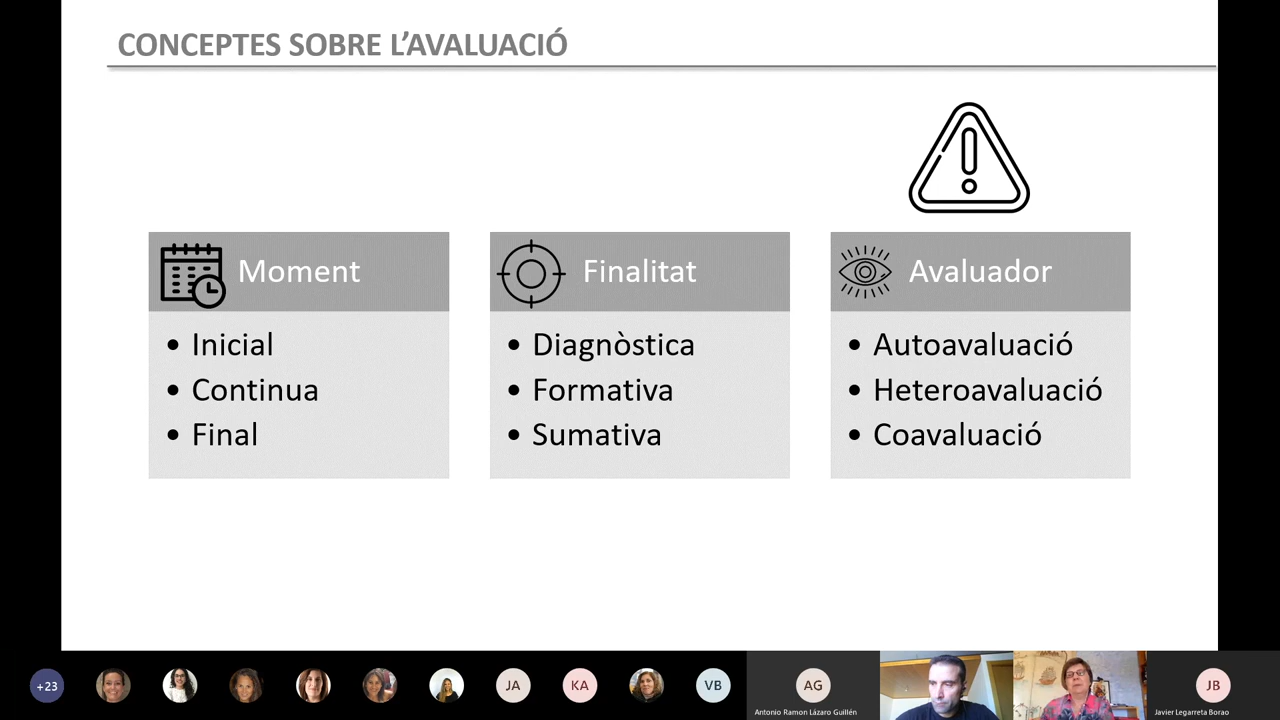 CONCEPTES SOBRE L'AVALUACIÓ
Moment
• Inicial
• Continua
• Final
Finalitat
• Diagnòstica
• Formativa
• Sumativa
Avaluador
• Autoavaluació
• Heteroavaluació
• Coavaluació
+23
JA
KA
VB
AG
Antonio Ramon Lázaro Guillén
JB
Javier Legarreta Borao